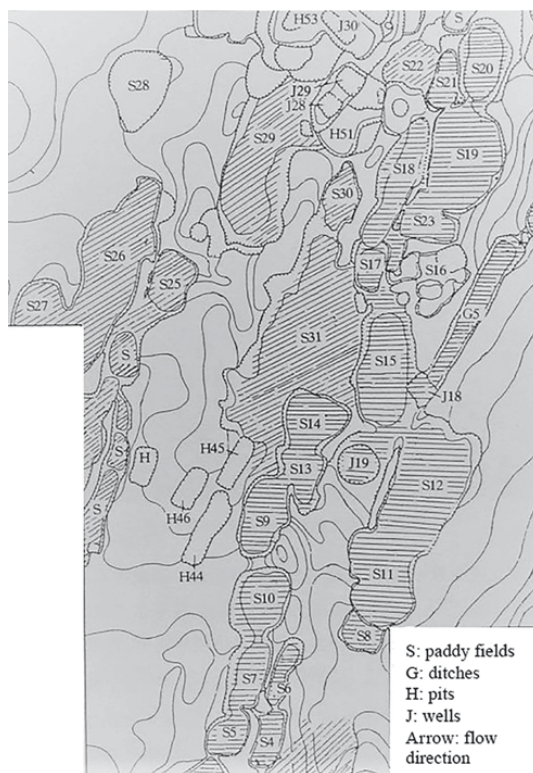 H53
J30
S
S20
S28
S22
S21
J29
J28
S29
H51
S18
S19
S30
S23
S26
S25
S17
S16
S27
G5
S31
S
S15
J18
S14
H45
S
H
S13
J19
S12
S9
S
H46
H44
S11
S10
S8
S7
S6
S5
S4
S: paddy fields
G: ditches
H: pits
J: wells
Arrow: flow
direction